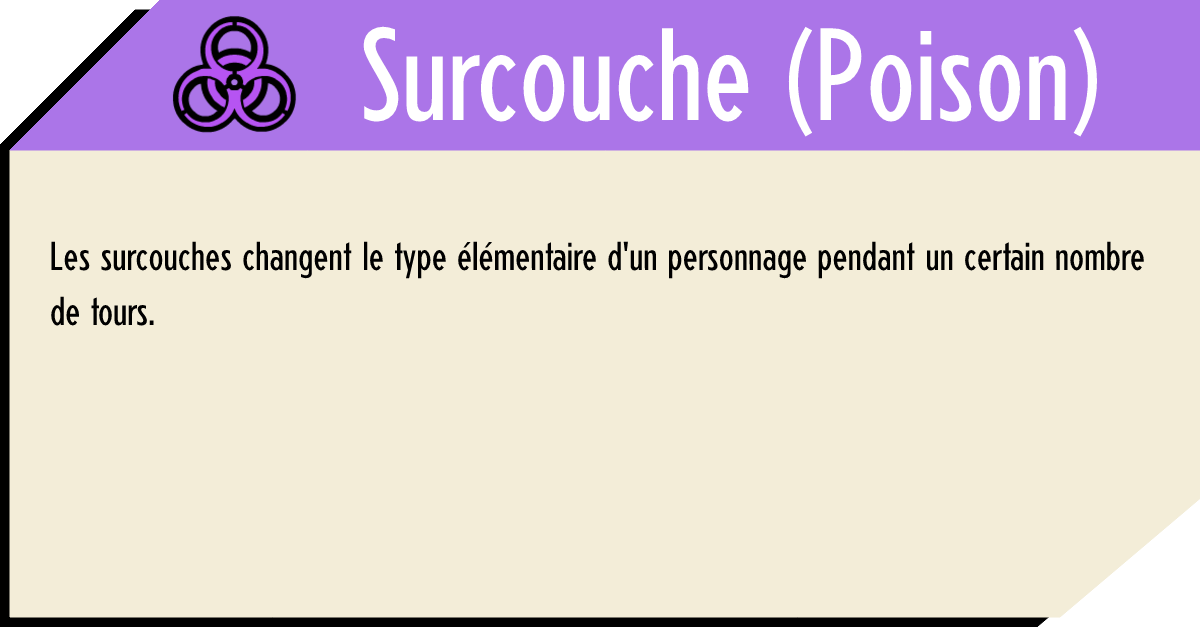 Surcouche (Poison)
Les surcouches changent le type élémentaire d'un personnage pendant un certain nombre
de tours.